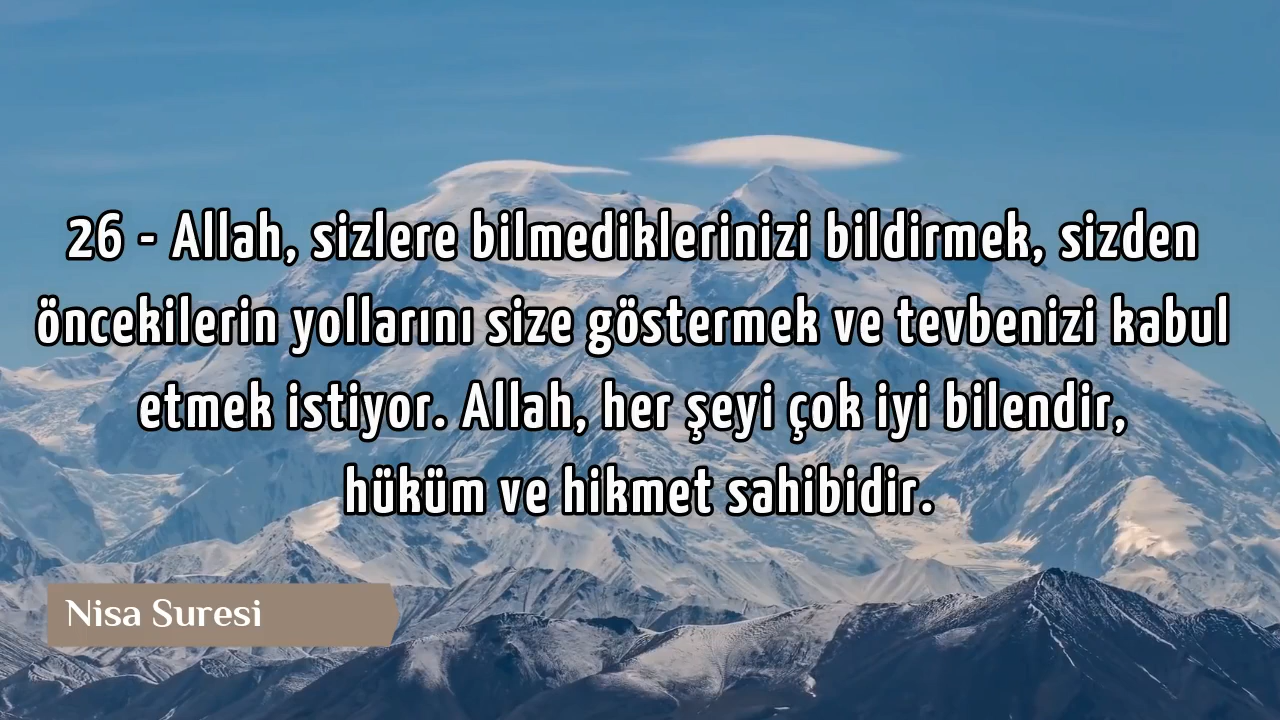 26 - Allah, sizlere bilmediklerinizi bildirmek, sizden
öncekilerin yollarını size göstermek ve tevbenizi kabul
etmek istiyor. Allah, her şeyi çok iyi bilendir,
hüküm ve hikmet sahibidir.
Nisa Suresi